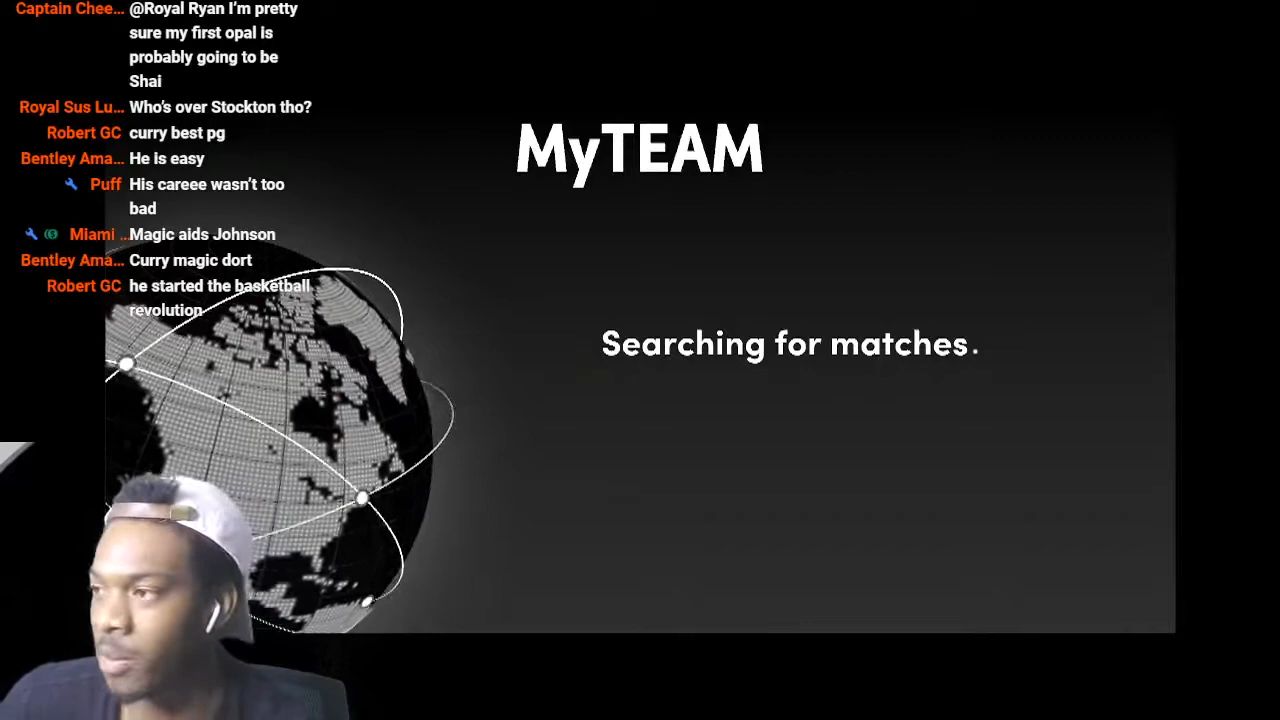 Captain Chee… @Royal Ryan I’m pretty
sure my first opal is
probably going to be
Shai
Royal Sus Lu… Who’s over Stockton tho?
Robert GC curry best pg
Bentley Ama… He is easy
Puff His careee wasn’t too
bad
Miami … Magic aids Johnson
Bentley Ama… Curry magic dort
Robert GC he started the basketball
revolution
MyTEAM
Searching for matches.